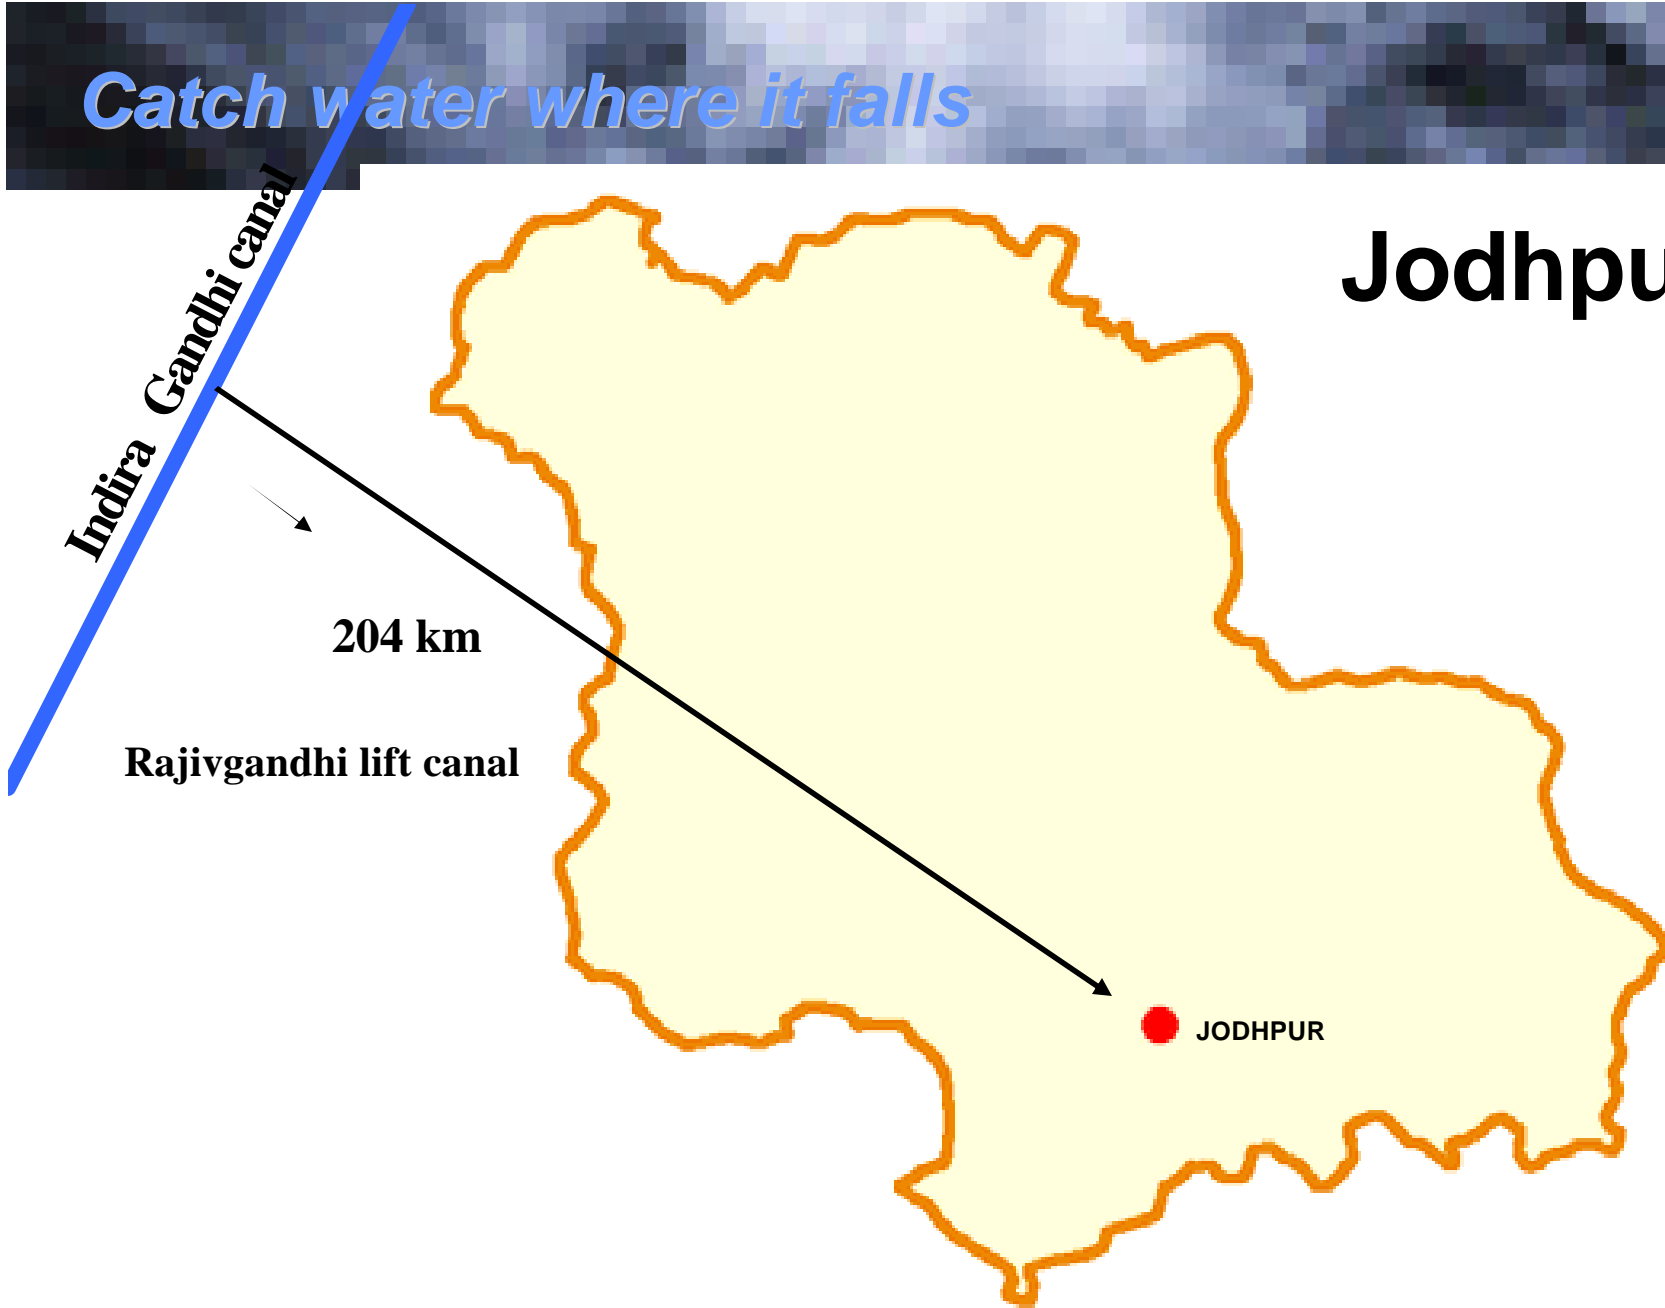 Catch water where it falls
Jodhpu
Indira Gandhi canal
204 km
Rajivgandhi lift canal
JODHPUR